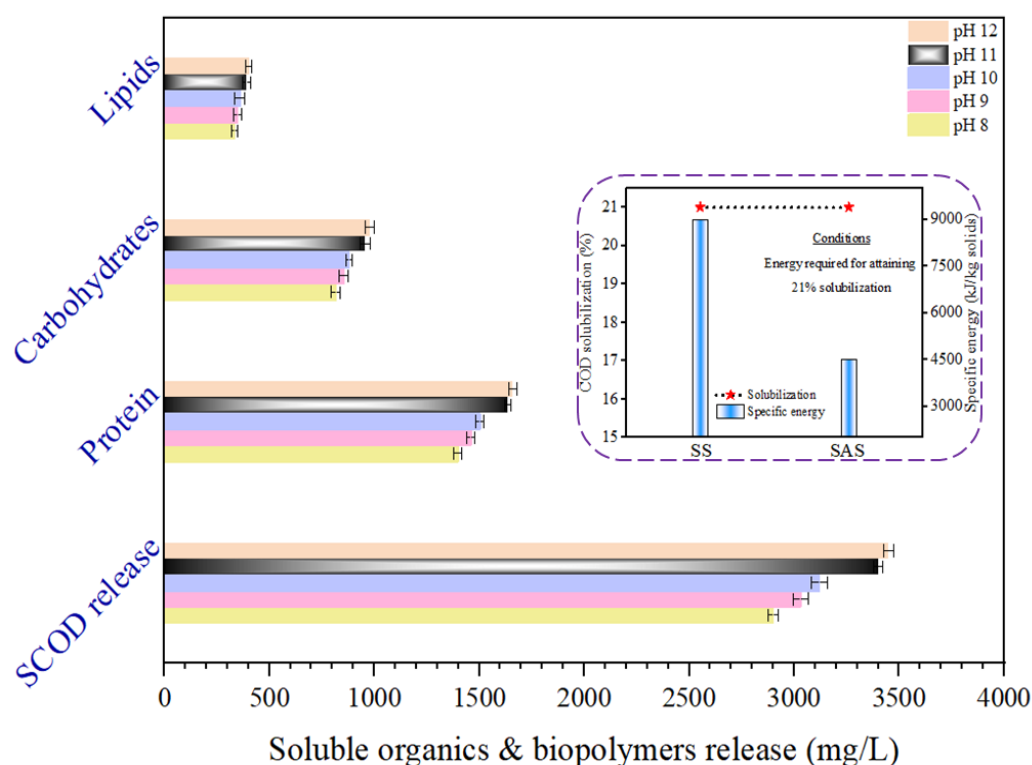 pH 12
pH 11
pH 10
pH 9
pH 8
Lipids
Carbohydrates
Protein
SCOD release
21
20
19
18
17
16
15
COD solubilization (%)
9000
7500
6000
4500
3000
Specific energy (kJ/kg solids)
Conditions
Energy required for attaining
21% solubilization
Solubilization
Specific energy
SS
SAS
0
500
1000
1500
2000
2500
3000
3500
4000
Soluble organics & biopolymers release (mg/L)